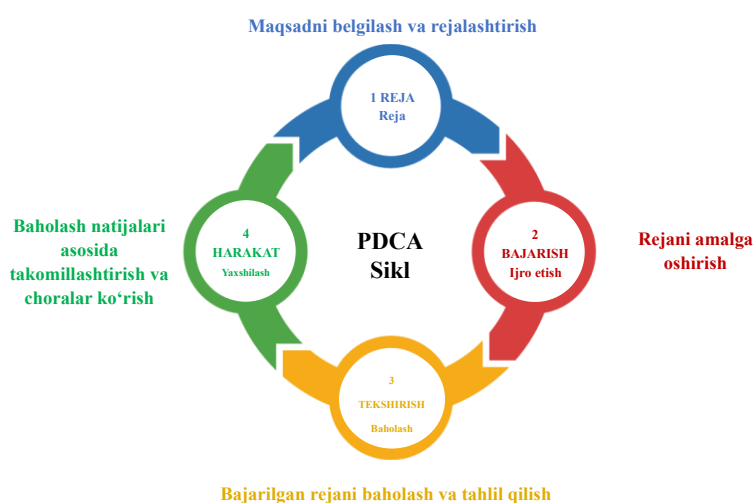 Maqsadni belgilash va rejalashtirish
1 REJA
Reja
2
BAJARISH
Ijro etish
Rejani amalga
oshirish
PDCA
Sikl
4
HARAKAT
Yaxshilash
Baholash natijalari
asosida
takomillashtirish va
choralar ko‘rish
3
TEKSHIRISH
Baholash
Bajarilgan rejani baholash va tahlil qilish